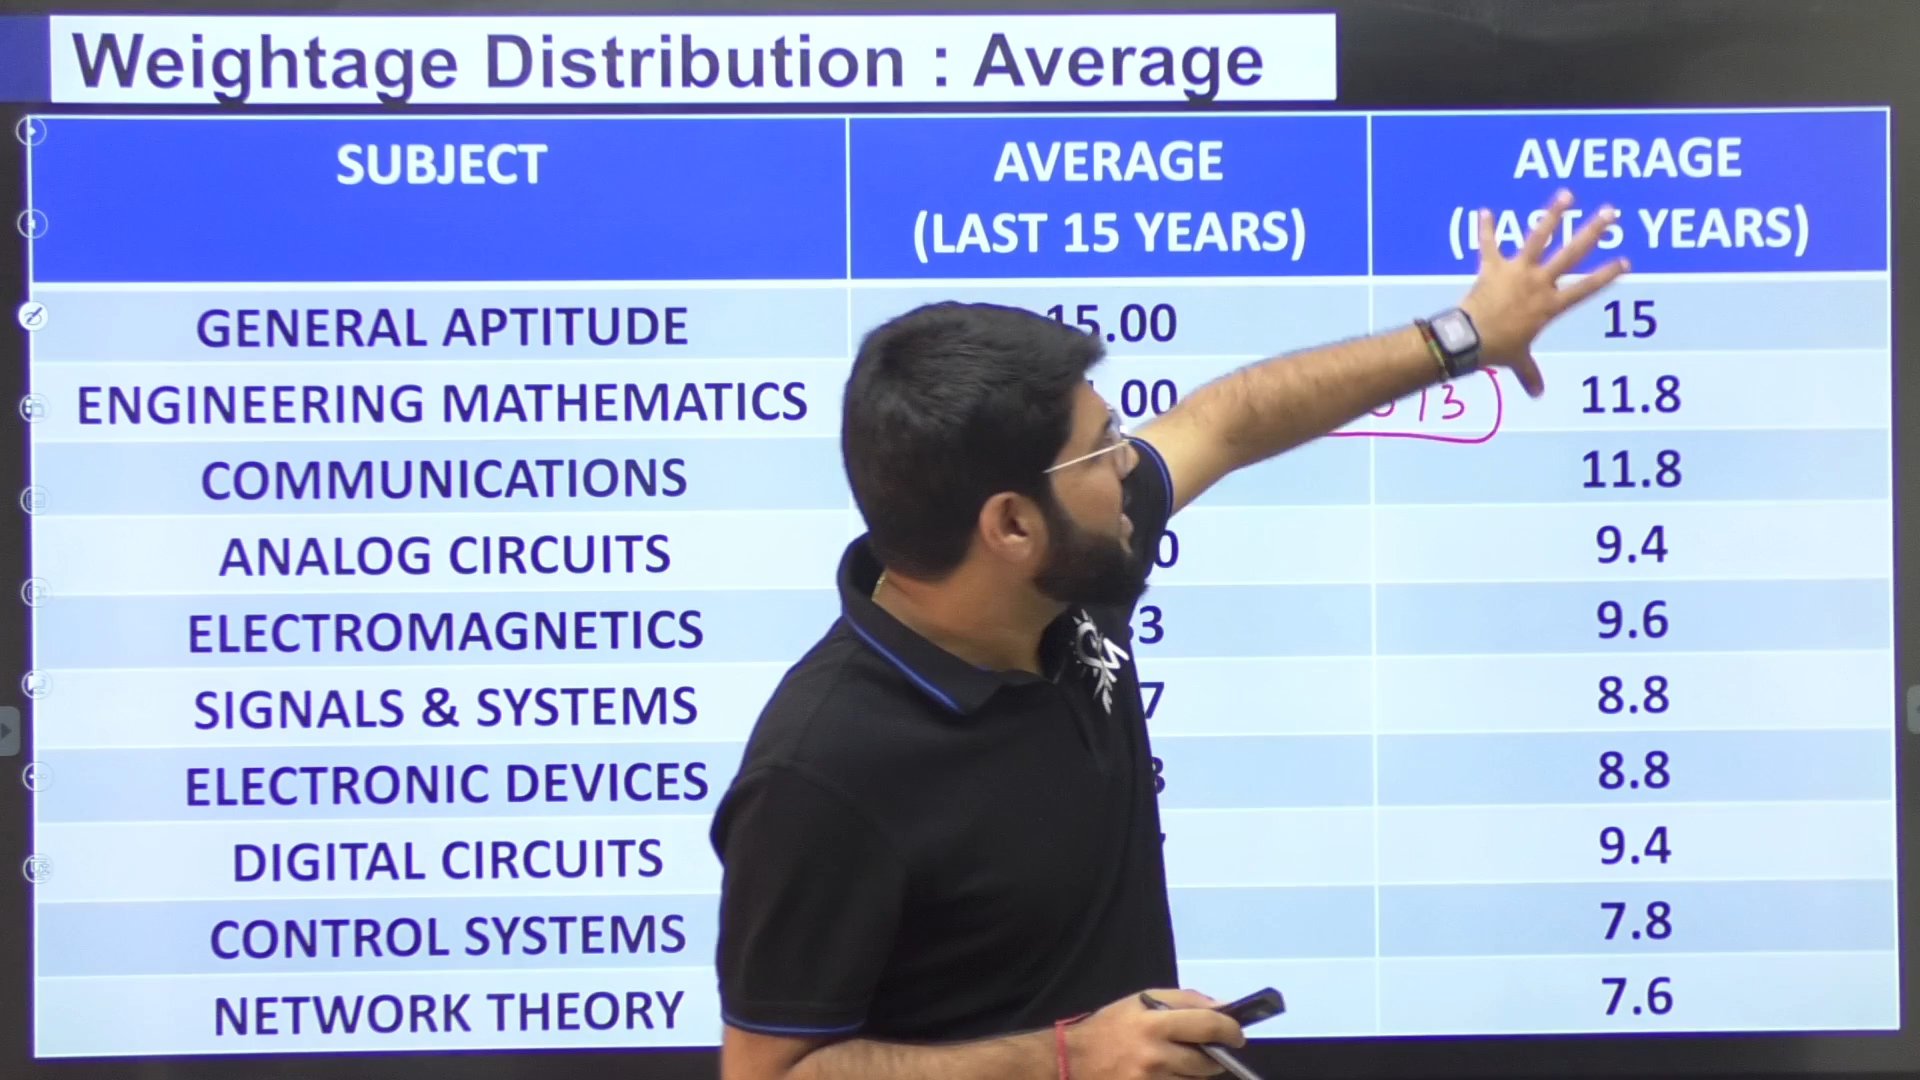 Weightage Distribution : Average
SUBJECT
AVERAGE
(LAST 15 YEARS)
AVERAGE
(LAST 5 YEARS)
GENERAL APTITUDE 15.00 15
ENGINEERING MATHEMATICS 11.8
COMMUNICATIONS 11.8
ANALOG CIRCUITS 9.4
ELECTROMAGNETICS 9.6
SIGNALS & SYSTEMS 8.8
ELECTRONIC DEVICES 8.8
DIGITAL CIRCUITS 9.4
CONTROL SYSTEMS 7.8
NETWORK THEORY 7.6